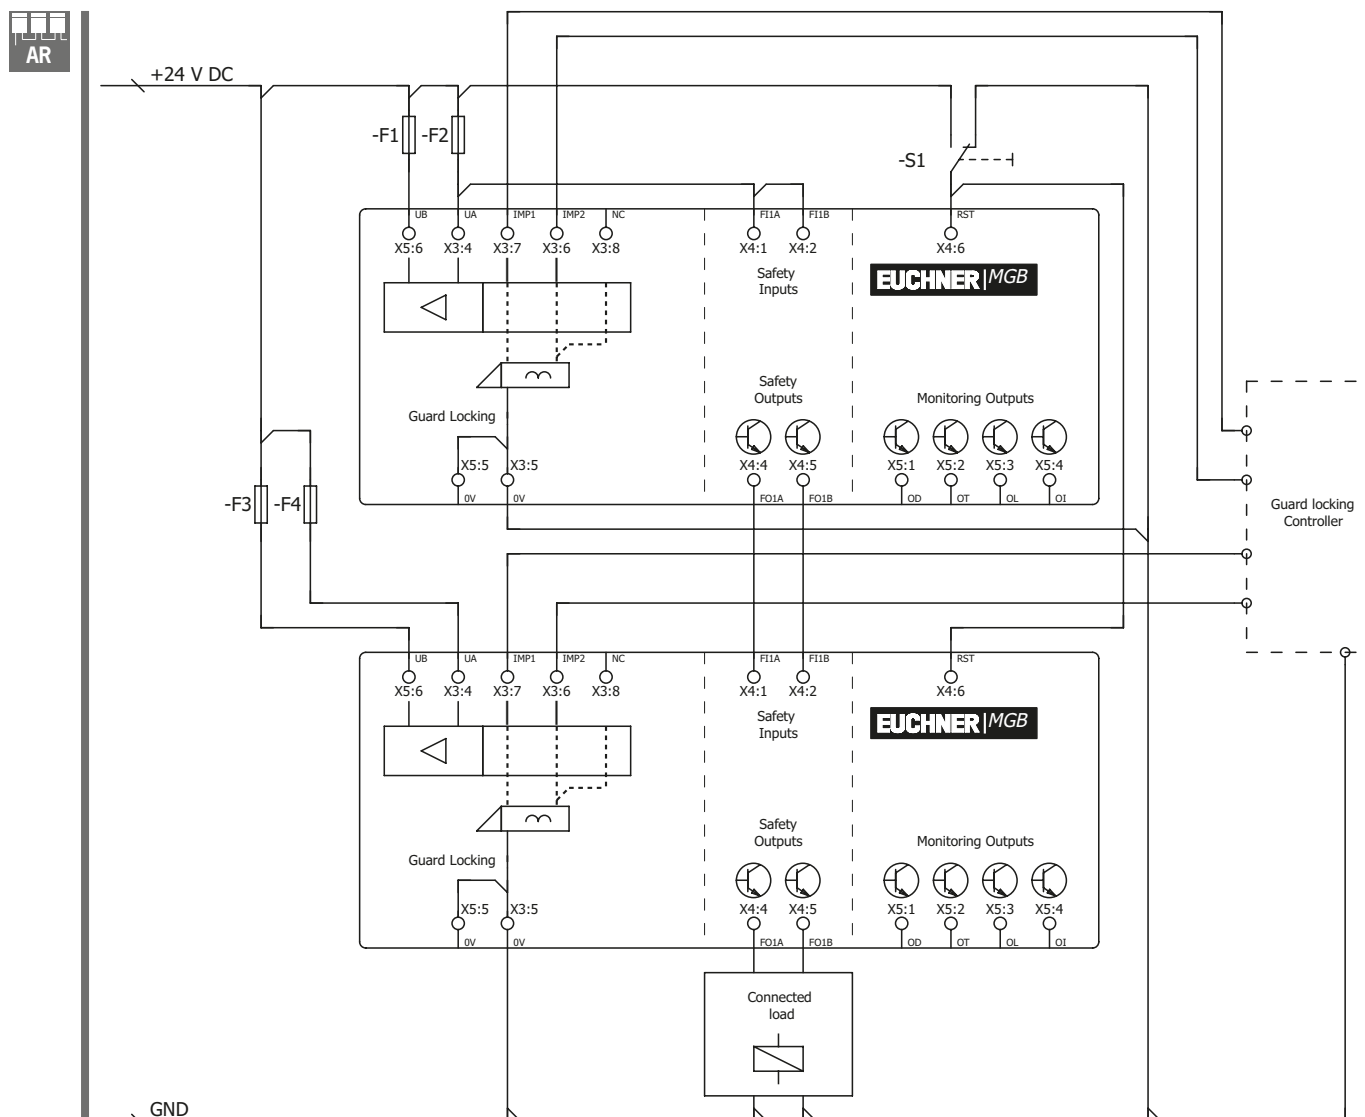 AR
+24 V DC
-F1
-F2
-S1
UB
UA
IMP1
IMP2
NC
FI1A
FI1B
RST
X5:6
X3:4
X3:7
X3:6
X3:8
X4:1
X4:2
X4:6
Safety
Inputs
EUCHNER MGB
Safety
Outputs
Guard Locking
Monitoring Outputs
X5:5
X3:5
X4:4
X4:5
X5:1
X5:2
X5:3
X5:4
0V
0V
FO1A
FO1B
OD
OT
OL
OI
-F3
-F4
Guard locking
Controller
UB
UA
IMP1
IMP2
NC
FI1A
FI1B
RST
X5:6
X3:4
X3:7
X3:6
X3:8
X4:1
X4:2
X4:6
Safety
Inputs
EUCHNER MGB
Safety
Outputs
Monitoring Outputs
Guard Locking
X5:5
X3:5
X4:4
X4:5
X5:1
X5:2
X5:3
X5:4
0V
0V
FO1A
FO1B
OD
OT
OL
OI
Connected
load
GND